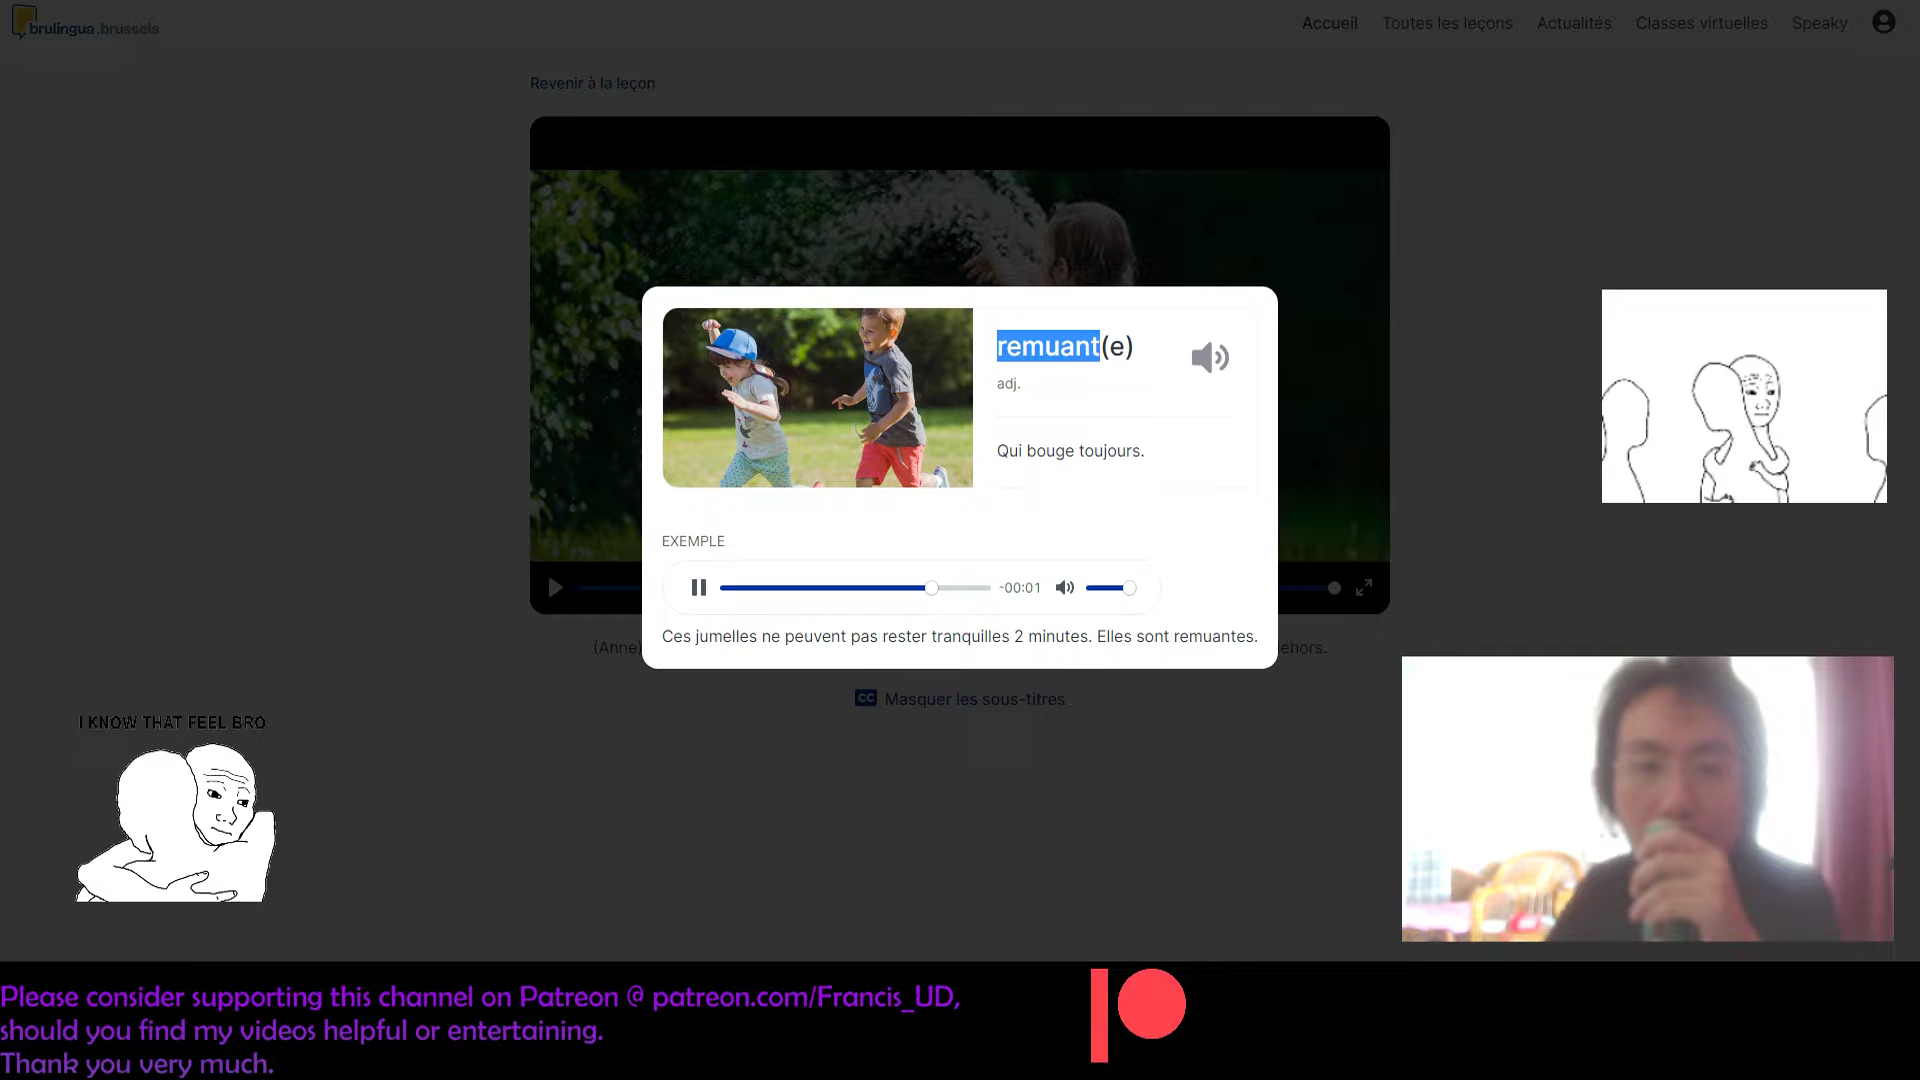 brulingua.brussels
Accueil
Toutes les leçons
Actualités
Classes virtuelles
Speaky
Revenir à la leçon
remuant(e)
adj.
Qui bouge toujours.
EXEMPLE
-00:01
Ces jumelles ne peuvent pas rester tranquilles 2 minutes. Elles sont remuantes.
(Anne)
CC Masquer les sous-titres
I KNOW THAT FEEL BRO
Please consider supporting this channel on Patreon @ patreon.com/Francis_UD,
should you find my videos helpful or entertaining.
Thank you very much.